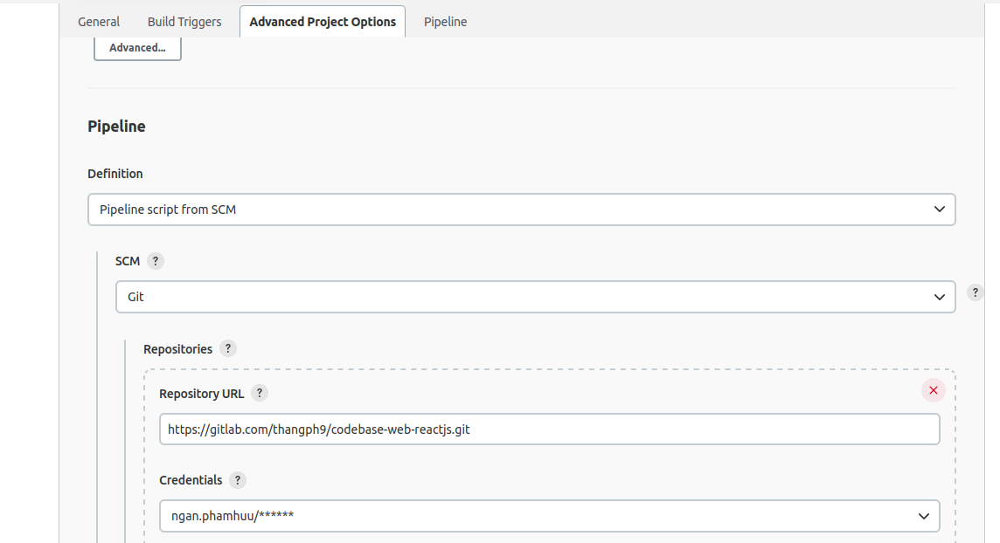 General Build Triggers Advanced Project Options Pipeline
Advanced...
Pipeline
Definition
Pipeline script from SCM
SCM ?
Git
?
Repositories ?
Repository URL ?
https://gitlab.com/thangph9/codebase-web-reactjs.git
Credentials ?
ngan.phamhuu/******